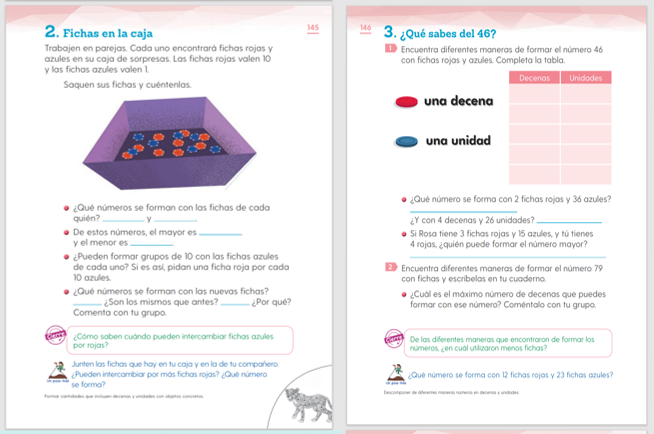 145
2. Fichas en la caja
Trabajen en parejas. Cada uno encontrará fichas rojas y
azules en su caja de sorpresas. Las fichas rojas valen 10
y las fichas azules valen 1.
Saquen sus fichas y cuéntenlas.
¿Qué números se forman con las fichas de cada
quién? ________ y ________.
De estos números, el mayor es ________
y el menor es ________
¿Pueden formar grupos de 10 con las fichas azules
de cada uno? Si es así, pidan una ficha roja por cada
10 azules.
¿Qué números se forman con las nuevas fichas?
________ ¿Son los mismos que antes? ________ ¿Por qué?
Comenta con tu grupo.
Cierre
¿Cómo saben cuándo pueden intercambiar fichas azules
por rojas?
Un paso más
Junten las fichas que hay en tu caja y en la de tu compañero.
¿Pueden intercambiar por más fichas rojas? ¿Qué número
se forma?
Formar cantidades que incluyen decenas y unidades con objetos concretos.
146
3. ¿Qué sabes del 46?
1 Encuentra diferentes maneras de formar el número 46
con fichas rojas y azules. Completa la tabla.
Decenas Unidades
una decena
una unidad
¿Qué número se forma con 2 fichas rojas y 36 azules?
________
¿Y con 4 decenas y 26 unidades? ________
Si Rosa tiene 3 fichas rojas y 15 azules, y tú tienes
4 rojas, ¿quién puede formar el número mayor?
________
2 Encuentra diferentes maneras de formar el número 79
con fichas y escríbelas en tu cuaderno.
¿Cuál es el máximo número de decenas que puedes
formar con ese número? Coméntalo con tu grupo.
Cierre
De las diferentes maneras que encontraron de formar los
números, ¿en cuál utilizaron menos fichas?
Un paso más
¿Qué número se forma con 12 fichas rojas y 23 fichas azules?
Descomponer de diferentes maneras números en decenas y unidades.